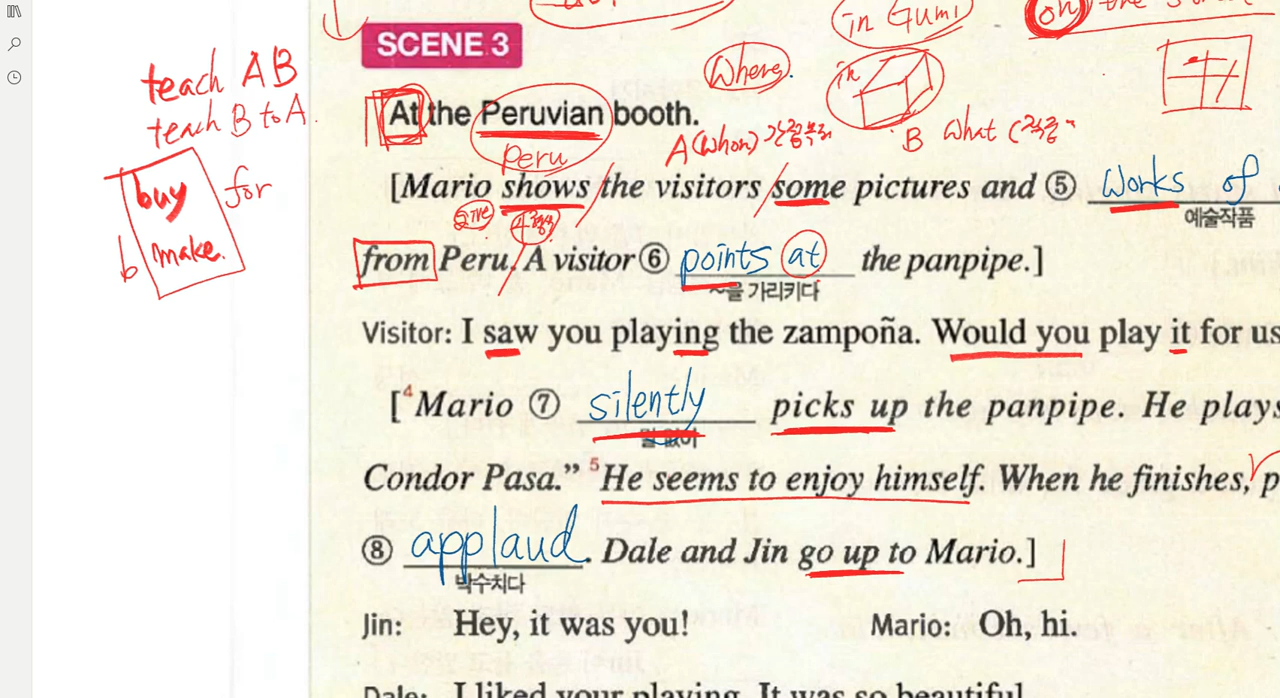 in Gumi
on the
SCENE 3
Where.
in
teach AB
teach B to A.
At the Peruvian booth.
Peru
A(Whom)
B What
[Mario shows the visitors some pictures and ⑤ works of
예술작품
buy for
make.
b
from Peru. A visitor ⑥ points at the panpipe.]
~을 가리키다
Visitor: I saw you playing the zampoña. Would you play it for us
[4 Mario ⑦ silently picks up the panpipe. He plays
말 없이
Condor Pasa.” 5 He seems to enjoy himself. When he finishes, p
⑧ applaud. Dale and Jin go up to Mario.]
박수치다
Jin: Hey, it was you! Mario: Oh, hi.
Dale: I liked your playing. It was so beautiful